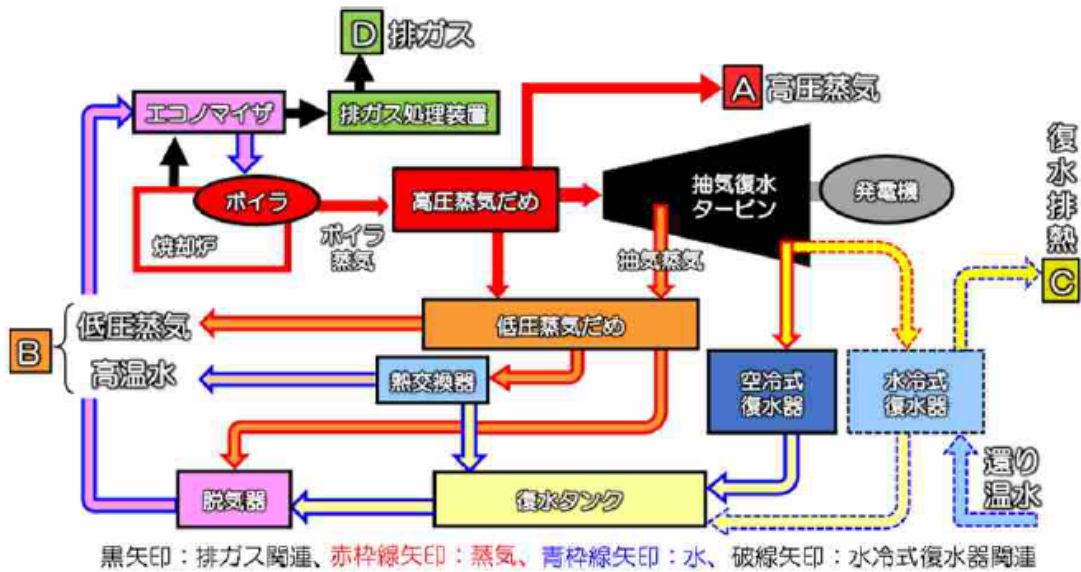 D 排ガス
エコノマイザ
排ガス処理装置
A 高圧蒸気
復水排熱
C
ボイラ
焼却炉
ボイラ
蒸気
高圧蒸気だめ
抽気復水
タービン
発電機
抽気蒸気
B
低圧蒸気
高温水
低圧蒸気だめ
熱交換器
空冷式
復水器
水冷式
復水器
還り
温水
脱気器
復水タンク
黒矢印：排ガス関連、赤枠線矢印：蒸気、青枠線矢印：水、破線矢印：水冷式復水器関連